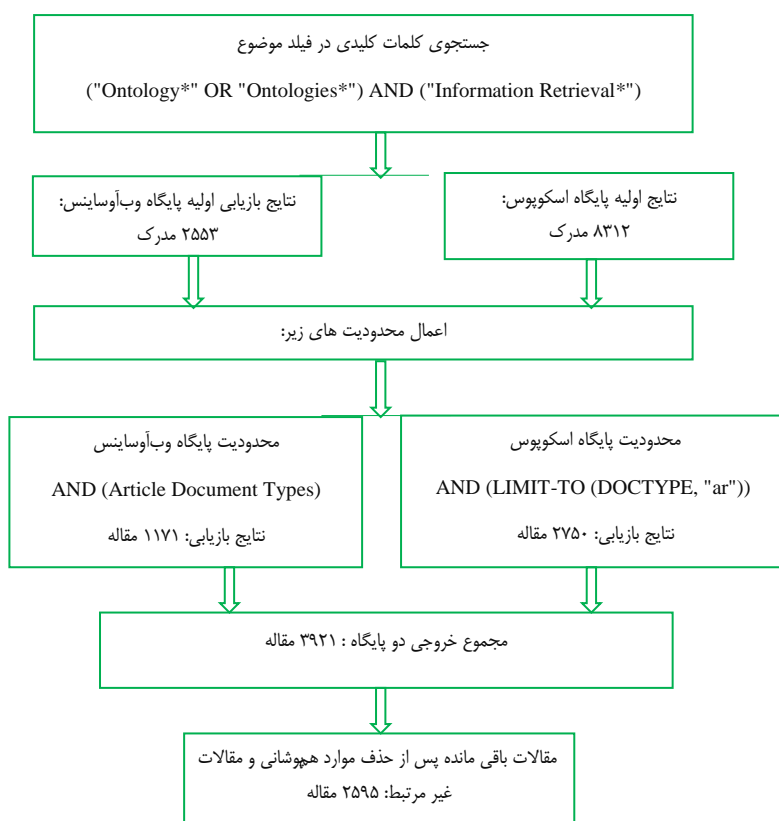 جستجوی کلمات کلیدی در فیلد موضوع
("Ontology*" OR "Ontologies*") AND ("Information Retrieval*")
نتایج اولیه پایگاه اسکوپوس:
۸۳۱۲ مدرک
نتایج بازیابی اولیه پایگاه وب‌آوساینس:
۲۵۵۳ مدرک
اعمال محدودیت های زیر:
محدودیت پایگاه اسکوپوس
AND (LIMIT-TO (DOCTYPE, "ar"))
نتایج بازیابی: ۲۷۵۰ مقاله
محدودیت پایگاه وب‌آوساینس
AND (Article Document Types)
نتایج بازیابی: ۱۱۷۱ مقاله
مجموع خروجی دو پایگاه : ۳۹۲۱ مقاله
مقالات باقی مانده پس از حذف موارد هم‍پوشانی و مقالات
غیر مرتبط: ۲۵۹۵ مقاله